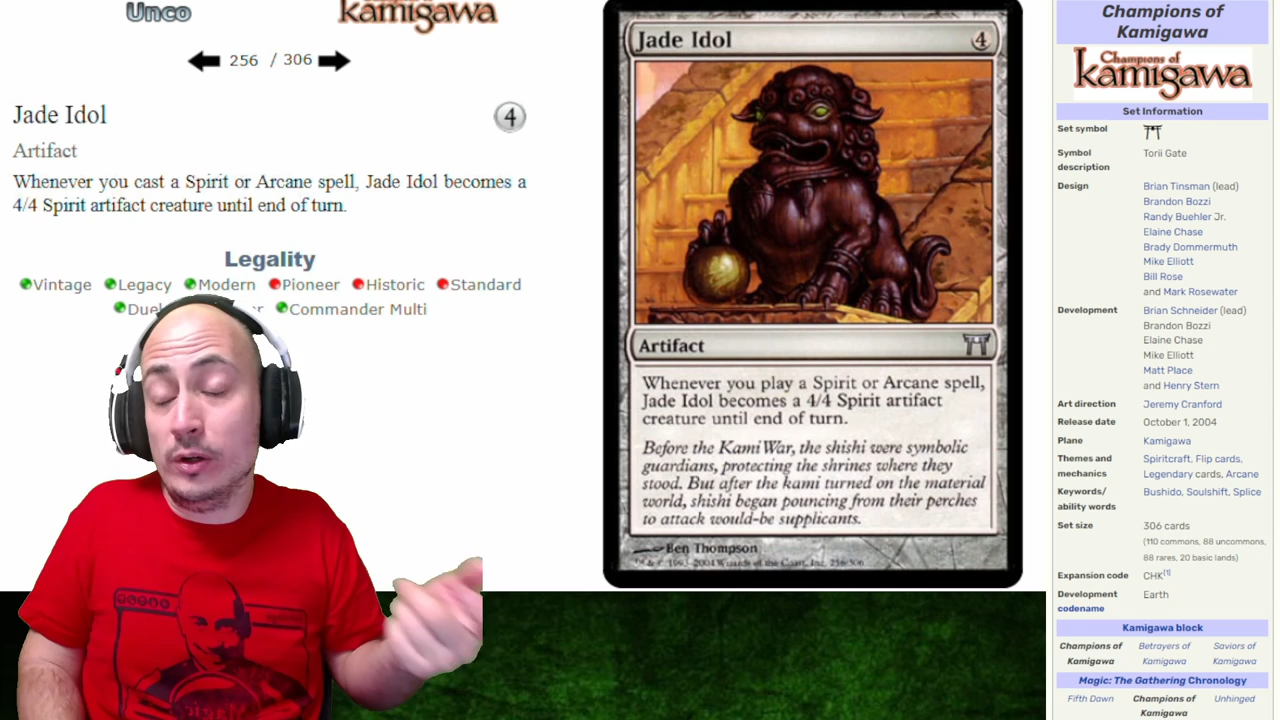 Unco
kamigawa
256 / 306
Jade Idol
4
Artifact
Whenever you cast a Spirit or Arcane spell, Jade Idol becomes a
4/4 Spirit artifact creature until end of turn.
Legality
Vintage Legacy Modern Pioneer Historic Standard
Commander Multi
Jade Idol 4
Artifact
Whenever you play a Spirit or Arcane spell,
Jade Idol becomes a 4/4 Spirit artifact
creature until end of turn.
Before the Kami War, the shishi were symbolic
guardians, protecting the shrines where they
stood. But after the kami turned on the material
world, shishi began pouncing from their perches
to attack would-be supplicants.
Ben Thompson
Champions of
Kamigawa
Champions of
kamigawa
Set Information
Set symbol
Symbol Torii Gate
description
Design Brian Tinsman (lead)
Brandon Bozzi
Randy Buehler Jr.
Elaine Chase
Brady Dommermuth
Mike Elliott
Bill Rose
and Mark Rosewater
Development Brian Schneider (lead)
Brandon Bozzi
Elaine Chase
Mike Elliott
Matt Place
and Henry Stern
Art direction Jeremy Cranford
Release date October 1, 2004
Plane Kamigawa
Themes and Spiritcraft, Flip cards,
mechanics Legendary cards, Arcane
Keywords/ Bushido, Soulshift, Splice
ability words
Set size 306 cards
(110 commons, 88 uncommons,
88 rares, 20 basic lands)
Expansion code CHK[1]
Development Earth
codename
Kamigawa block
Champions of Betrayers of Saviors of
Kamigawa Kamigawa Kamigawa
Magic: The Gathering Chronology
Fifth Dawn Champions of Unhinged
Kamigawa